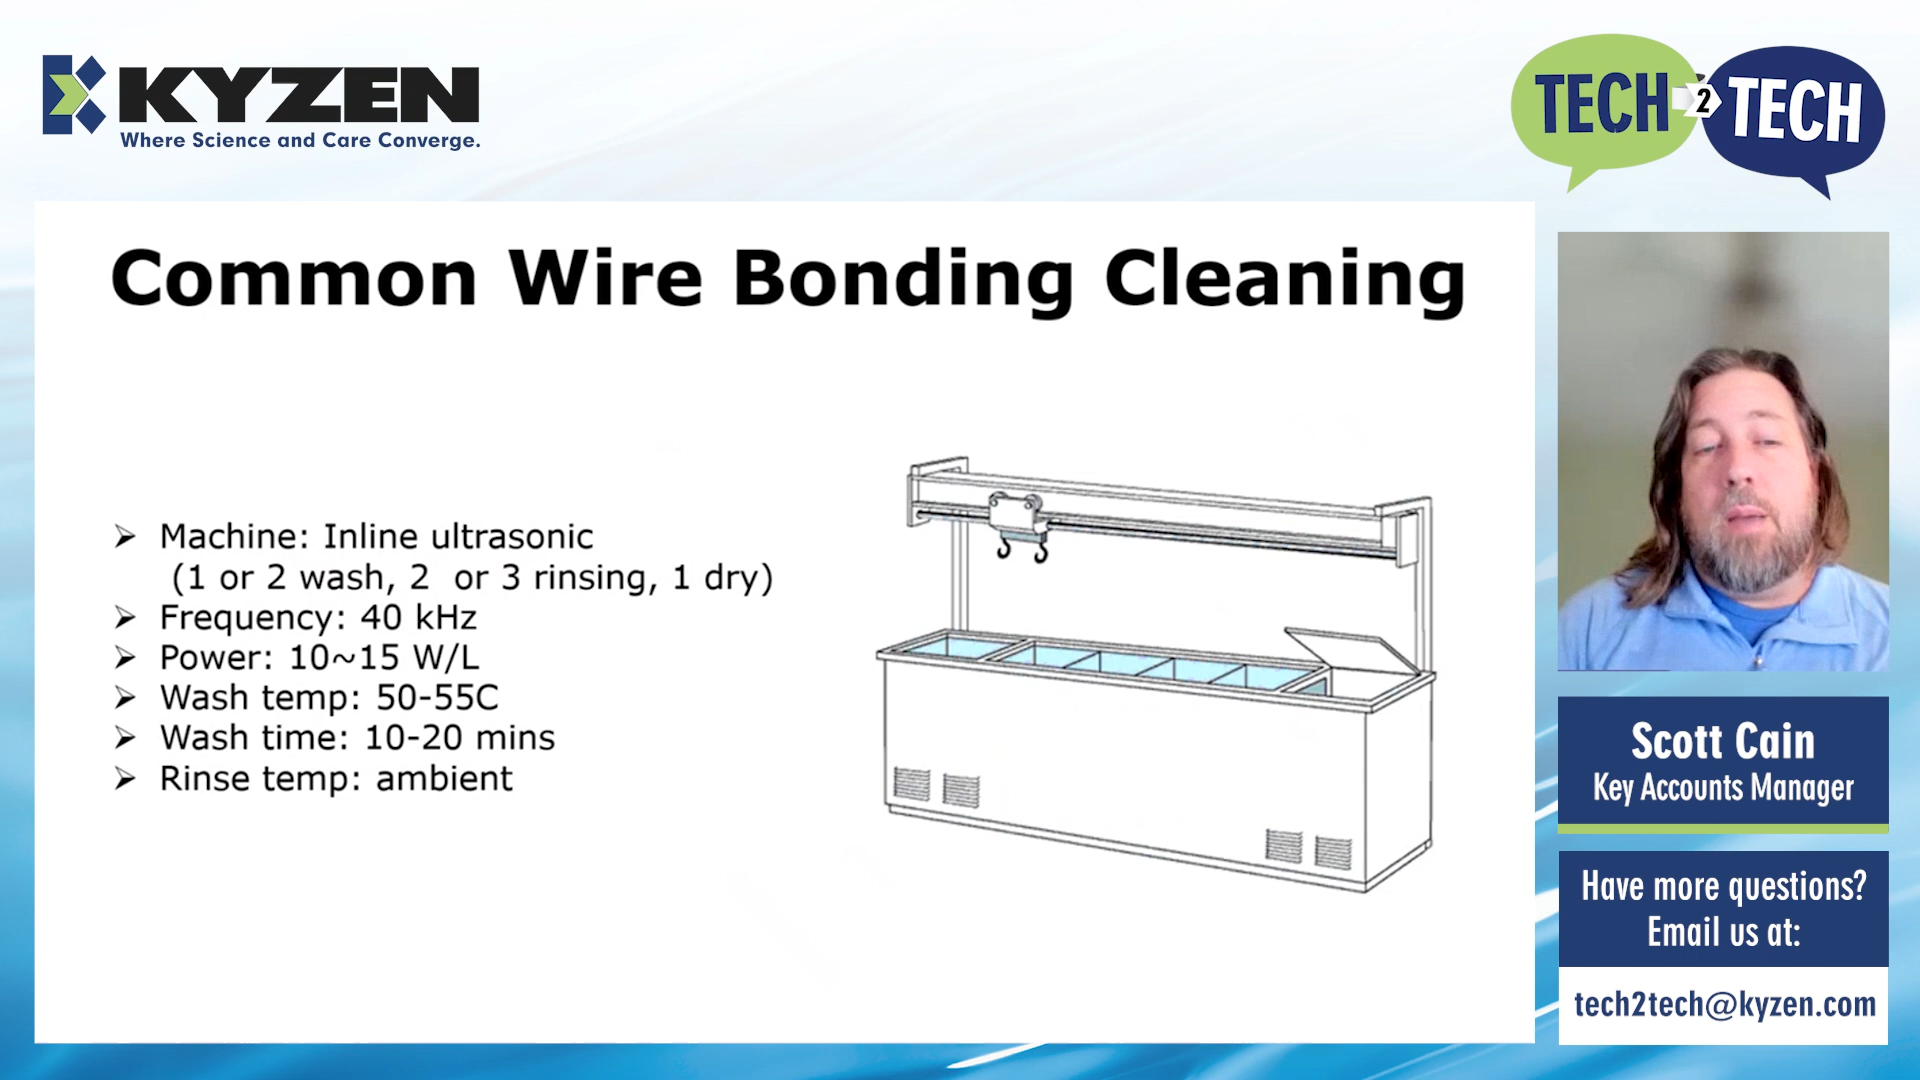 KYZEN
Where Science and Care Converge.
TECH 2 TECH
Common Wire Bonding Cleaning
➢ Machine: Inline ultrasonic
(1 or 2 wash, 2 or 3 rinsing, 1 dry)
➢ Frequency: 40 kHz
➢ Power: 10~15 W/L
➢ Wash temp: 50-55C
➢ Wash time: 10-20 mins
➢ Rinse temp: ambient
Scott Cain
Key Accounts Manager
Have more questions?
Email us at:
tech2tech@kyzen.com